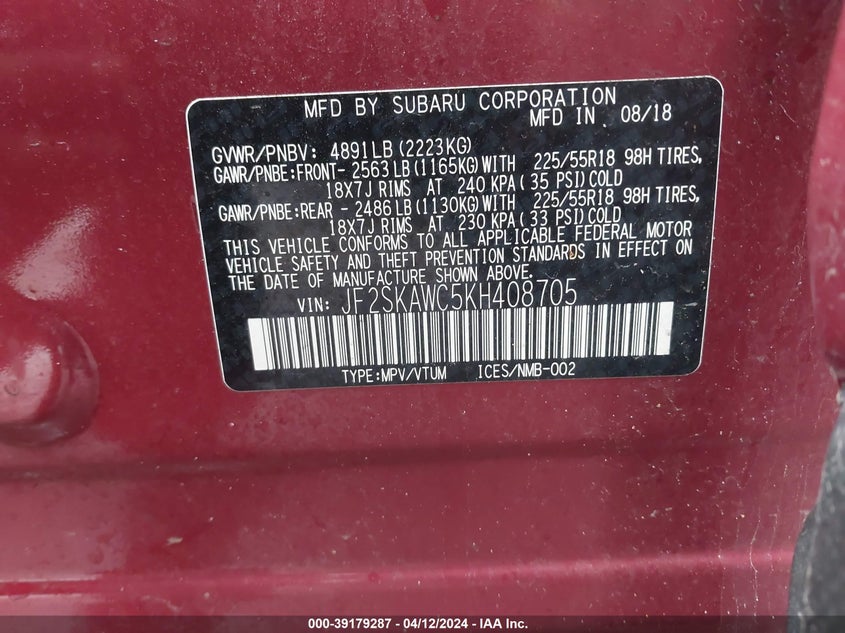 MFD BY SUBARU CORPORATION
MFD IN 08/18
GVWR/PNBV: 4891LB(2223KG)
GAWR/PNBE:FRONT- 2563LB(1165KG)WITH 225/55R18 98H TIRES,
18X7J RIMS AT 240 KPA(35 PSI)COLD
GAWR/PNBE:REAR - 2486LB(1130KG)WITH 225/55R18 98H TIRES,
18X7J RIMS AT 230 KPA(33 PSI)COLD
THIS VEHICLE CONFORMS TO ALL APPLICABLE FEDERAL MOTOR
VEHICLE SAFETY AND THEFT PREVENTION STANDARDS IN EFFECT ON
THE DATE OF MANUFACTURE SHOWN ABOVE.
VIN: JF2SKAWC5KH408705
TYPE:MPV/VTUM ICES/NMB-002
000-39179287 - 04/12/2024 - IAA Inc.